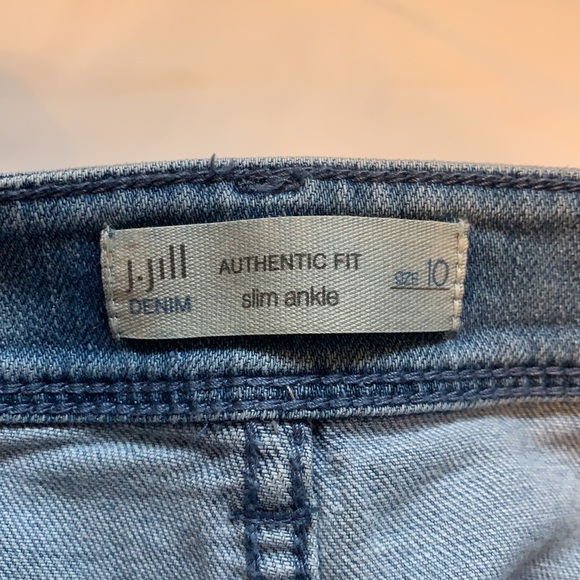 J.Jill
DENIM
AUTHENTIC FIT
slim ankle
SIZE 10